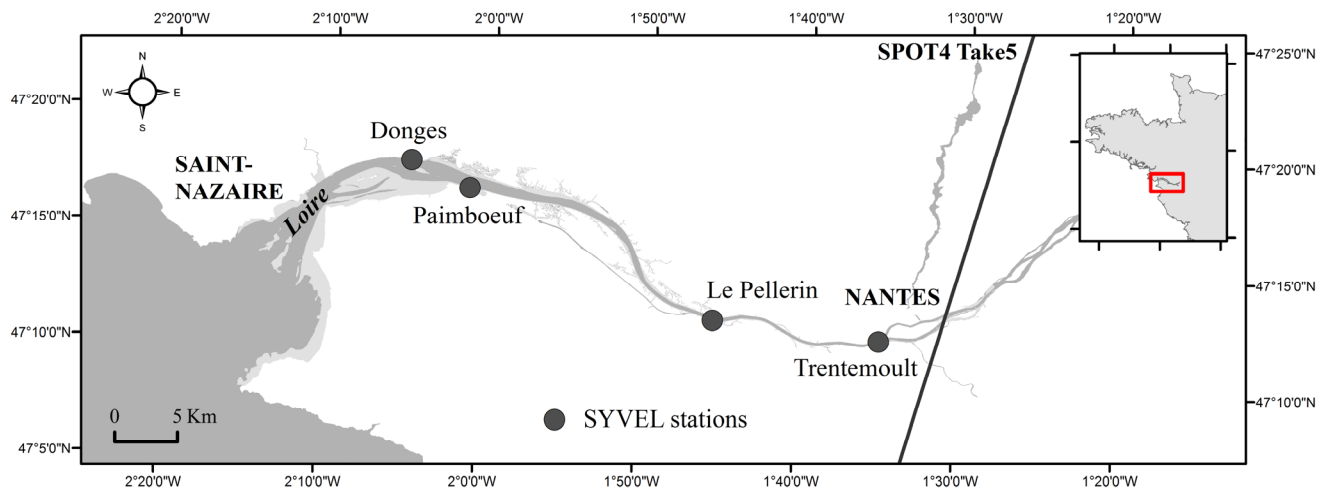 2°20'0"W 2°10'0"W 2°0'0"W 1°50'0"W 1°40'0"W 1°30'0"W 1°20'0"W
SPOT4 Take5
47°25'0"N
N
W E
S
47°20'0"N
Donges
SAINT-
NAZAIRE
47°20'0"N
Loire
Paimboeuf
47°15'0"N
Le Pellerin
NANTES
47°15'0"N
47°10'0"N
Trentemoult
0 5 Km
SYVEL stations
47°10'0"N
47°5'0"N
2°20'0"W 2°10'0"W 2°0'0"W 1°50'0"W 1°40'0"W 1°30'0"W 1°20'0"W